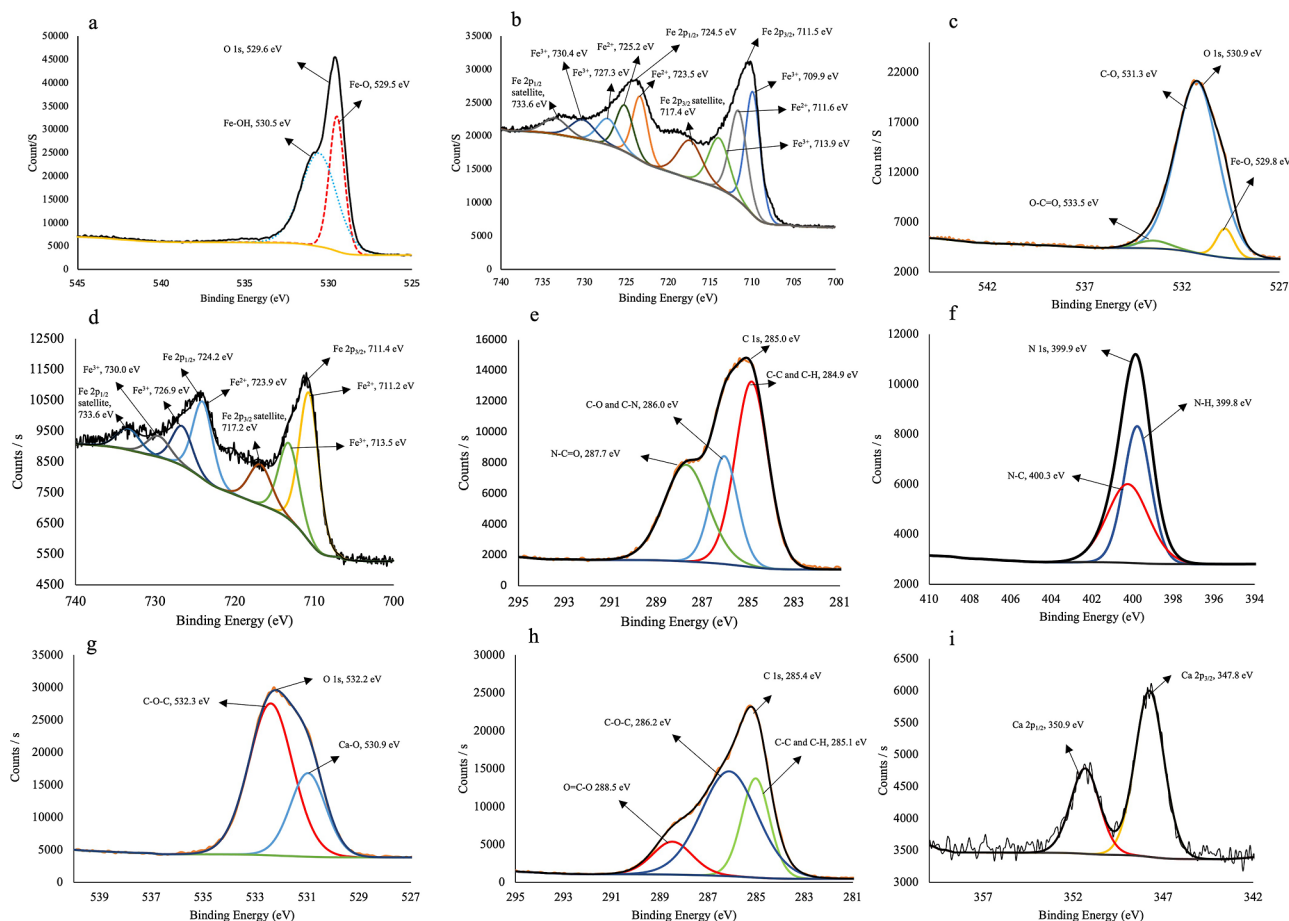 a
50000
45000
40000
35000
30000
25000
20000
15000
10000
5000
0
Count/S
O 1s, 529.6 eV
Fe-O, 529.5 eV
Fe-OH, 530.5 eV
545
540
535
530
525
Binding Energy (eV)
b
40000
35000
30000
25000
20000
15000
10000
5000
0
Count/S
Fe 2p1/2, 724.5 eV
Fe 2p3/2, 711.5 eV
Fe2+, 725.2 eV
Fe3+, 730.4 eV
Fe3+, 727.3 eV
Fe2+, 723.5 eV
Fe3+, 709.9 eV
Fe 2p1/2
satellite,
733.6 eV
Fe 2p3/2
satellite,
717.4 eV
Fe2+, 711.6 eV
Fe3+, 713.9 eV
740
735
730
725
720
715
710
705
700
Binding Energy (eV)
c
22000
17000
12000
7000
2000
Cou nts / S
O 1s, 530.9 eV
C-O, 531.3 eV
Fe-O, 529.8 eV
O-C=O, 533.5 eV
542
537
532
527
Binding Energy (eV)
d
12500
11500
10500
9500
8500
7500
6500
5500
4500
Counts / s
Fe 2p3/2, 711.4 eV
Fe 2p1/2, 724.2 eV
Fe3+, 730.0 eV
Fe3+, 726.9 eV
Fe2+, 723.9 eV
Fe2+, 711.2 eV
Fe 2p1/2
satellite,
733.6 eV
Fe 2p3/2 satellite,
717.2 eV
Fe3+, 713.5 eV
740
730
720
710
700
Binding Energy (eV)
e
16000
14000
12000
10000
8000
6000
4000
2000
0
Counts / s
C 1s, 285.0 eV
C-C and C-H, 284.9 eV
C-O and C-N, 286.0 eV
N-C=O, 287.7 eV
295
293
291
289
287
285
283
281
Binding Energy (eV)
f
12000
10000
8000
6000
4000
2000
Counts / s
N 1s, 399.9 eV
N-H, 399.8 eV
N-C, 400.3 eV
410
408
406
404
402
400
398
396
394
Binding Energy (eV)
g
35000
30000
25000
20000
15000
10000
5000
0
Counts / s
O 1s, 532.2 eV
C-O-C, 532.3 eV
Ca-O, 530.9 eV
539
537
535
533
531
529
527
Binding Energy (eV)
h
30000
25000
20000
15000
10000
5000
0
Counts / s
C 1s, 285.4 eV
C-O-C, 286.2 eV
C-C and C-H, 285.1 eV
O=C-O 288.5 eV
295
293
291
289
287
285
283
281
Binding Energy (eV)
i
6500
6000
5500
5000
4500
4000
3500
3000
Counts / s
Ca 2p3/2, 347.8 eV
Ca 2p1/2, 350.9 eV
357
352
347
342
Binding Energy (eV)